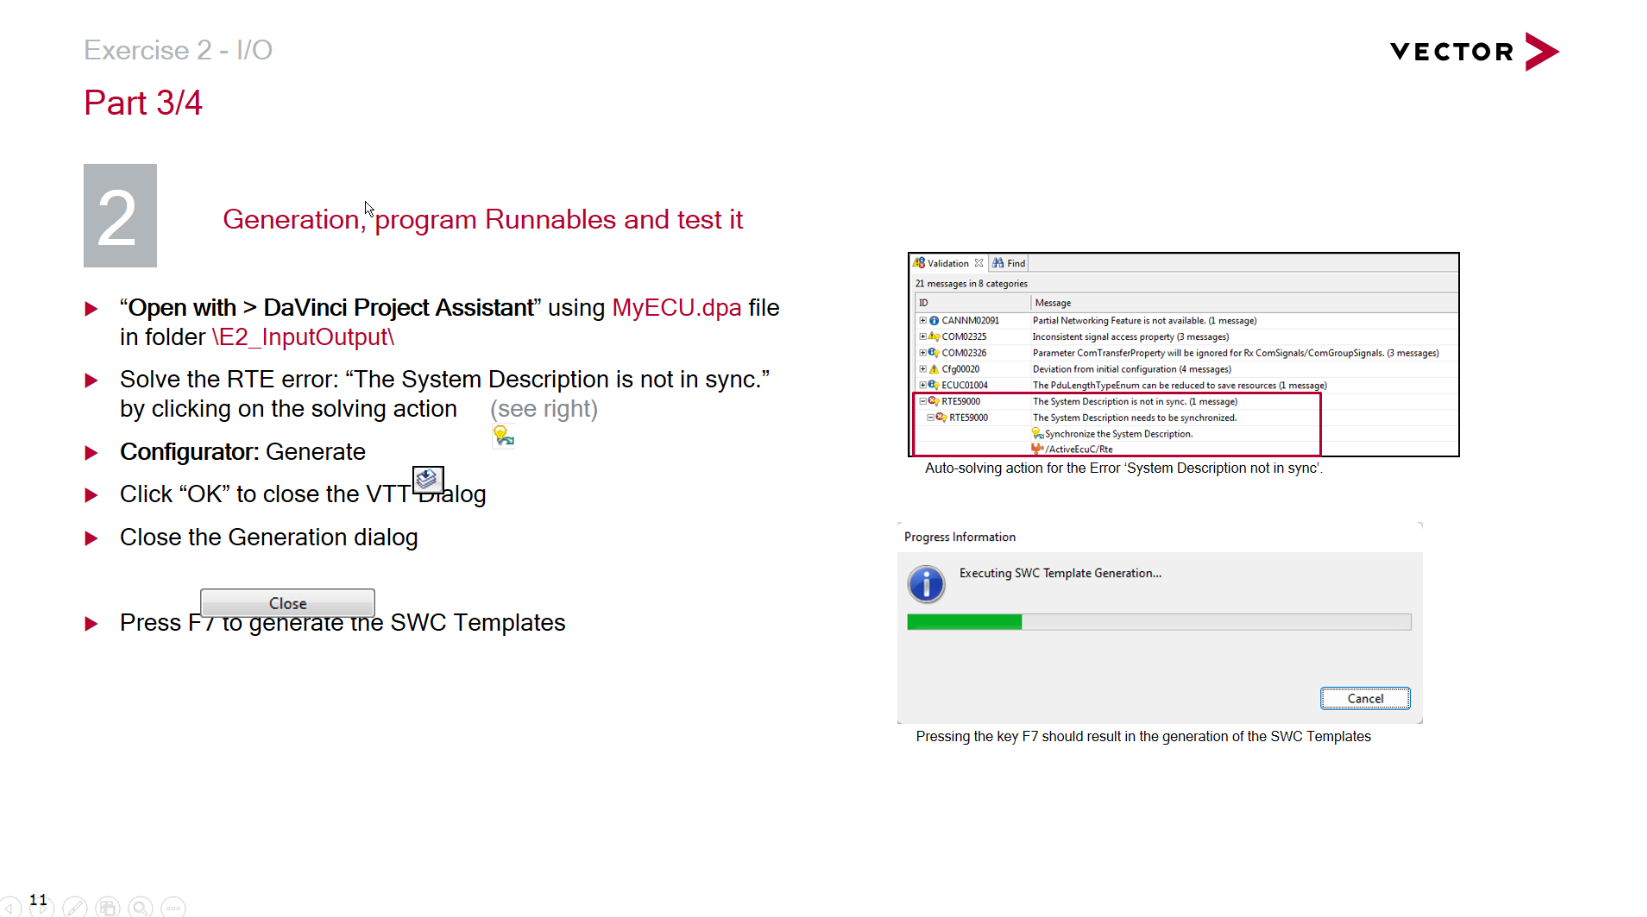 Exercise 2 - I/O
VECTOR
Part 3/4
2
Generation, program Runnables and test it
“Open with > DaVinci Project Assistant” using MyECU.dpa file
in folder \E2_InputOutput\
Solve the RTE error: “The System Description is not in sync.”
by clicking on the solving action (see right)
Configurator: Generate
Click “OK” to close the VTT Dialog
Close the Generation dialog
Close
Press F7 to generate the SWC Templates
Validation Find
21 messages in 8 categories
ID Message
CANNM02091 Partial Networking Feature is not available. (1 message)
COM02325 Inconsistent signal access property (3 messages)
COM02326 Parameter ComTransferProperty will be ignored for Rx ComSignals/ComGroupSignals. (3 messages)
Cfg00020 Deviation from initial configuration (4 messages)
ECUC01004 The PduLengthTypeEnum can be reduced to save resources (1 message)
RTE59000 The System Description is not in sync. (1 message)
RTE59000 The System Description needs to be synchronized.
Synchronize the System Description.
/ActiveEcuC/Rte
Auto-solving action for the Error ‘System Description not in sync’.
Progress Information
Executing SWC Template Generation...
Cancel
Pressing the key F7 should result in the generation of the SWC Templates
11